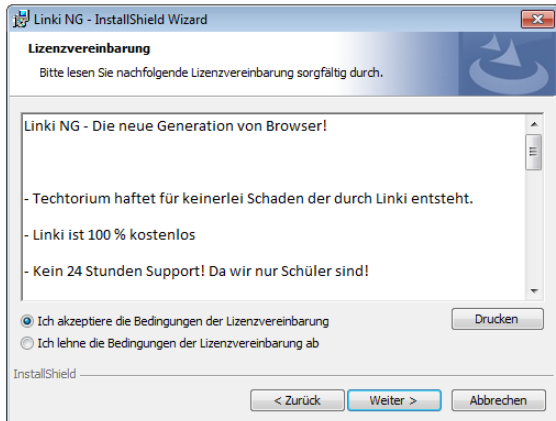 Linki NG - InstallShield Wizard
Lizenzvereinbarung
Bitte lesen Sie nachfolgende Lizenzvereinbarung sorgfältig durch.
Linki NG - Die neue Generation von Browser!
- Techtorium haftet für keinerlei Schaden der durch Linki entsteht.
- Linki ist 100 % kostenlos
- Kein 24 Stunden Support! Da wir nur Schüler sind!
Ich akzeptiere die Bedingungen der Lizenzvereinbarung
Drucken
Ich lehne die Bedingungen der Lizenzvereinbarung ab
InstallShield
< Zurück Weiter > Abbrechen